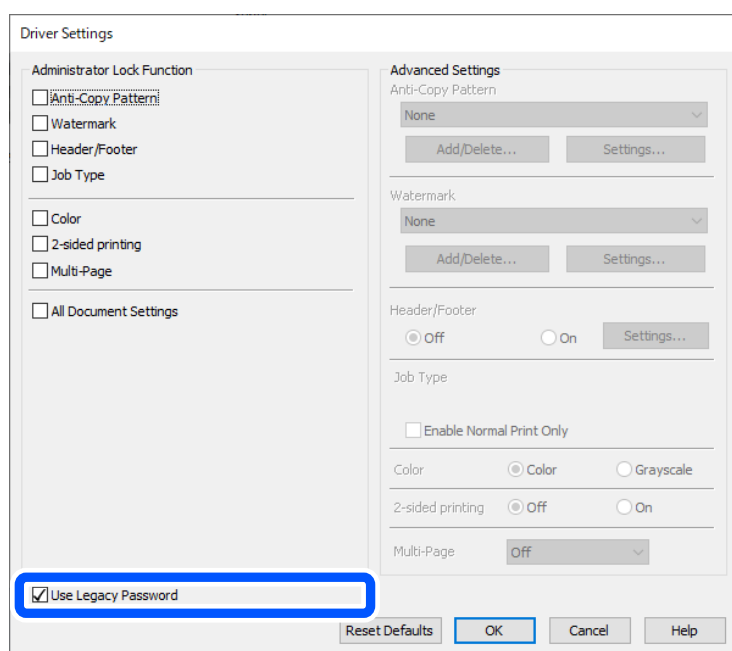 Driver Settings
Administrator Lock Function
Anti-Copy Pattern
Watermark
Header/Footer
Job Type
Color
2-sided printing
Multi-Page
All Document Settings
Use Legacy Password
Advanced Settings
Anti-Copy Pattern
None
Add/Delete... Settings...
Watermark
None
Add/Delete... Settings...
Header/Footer
Off On Settings...
Job Type
Enable Normal Print Only
Color Color Grayscale
2-sided printing Off On
Multi-Page Off
Reset Defaults OK Cancel Help